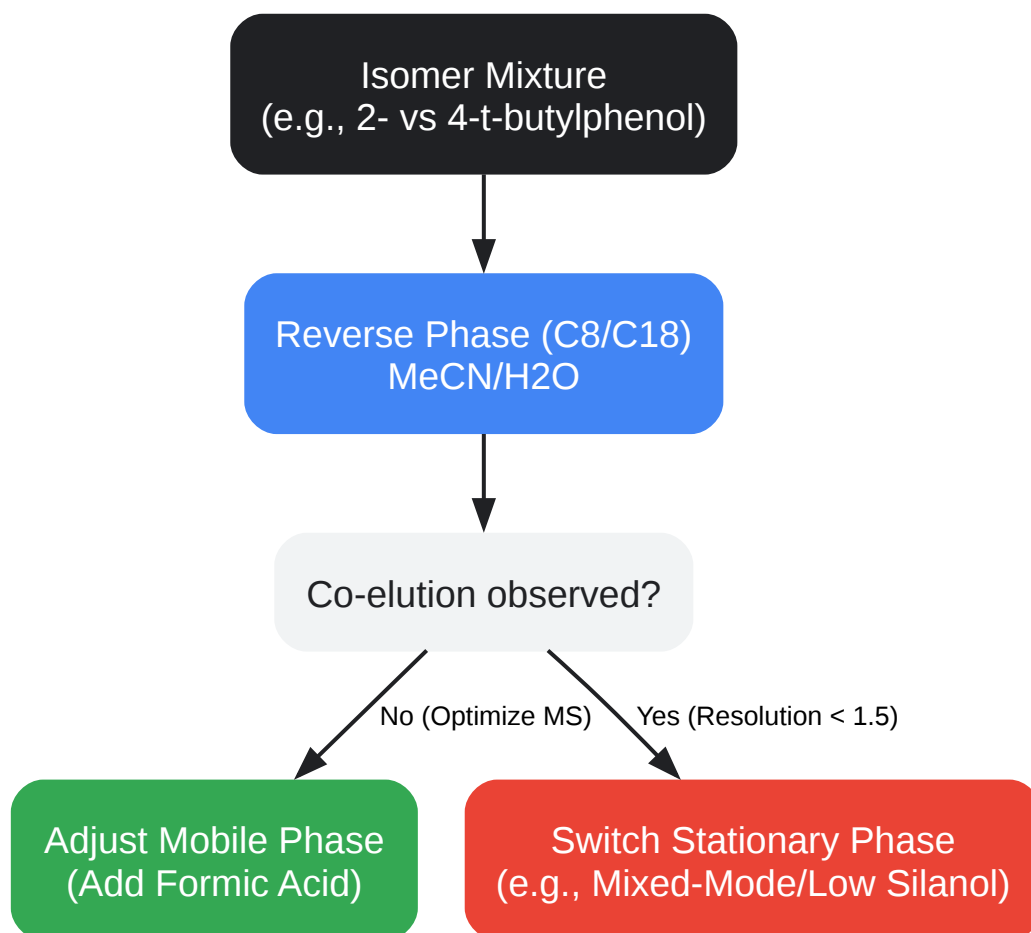 Isomer Mixture
(e.g., 2- vs 4-t-butylphenol)
Reverse Phase (C8/C18)
MeCN/H2O
Co-elution observed?
No (Optimize MS)
Yes (Resolution < 1.5)
Adjust Mobile Phase
(Add Formic Acid)
Switch Stationary Phase
(e.g., Mixed-Mode/Low Silanol)